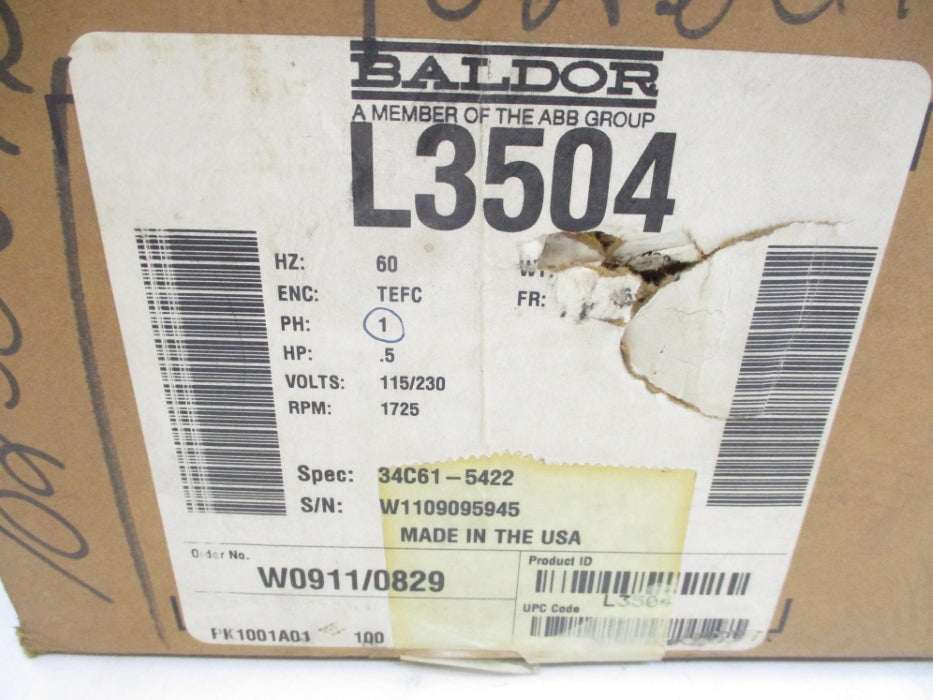 BALDOR
A MEMBER OF THE ABB GROUP
L3504
HZ: 60
ENC: TEFC
PH: 1
HP: .5
VOLTS: 115/230
RPM: 1725
WT:
FR:
Spec: 34C61-5422
S/N: W1109095945
MADE IN THE USA
Order No.
W0911/0829
Product ID
L3504
UPC Code
PK1001A01 100